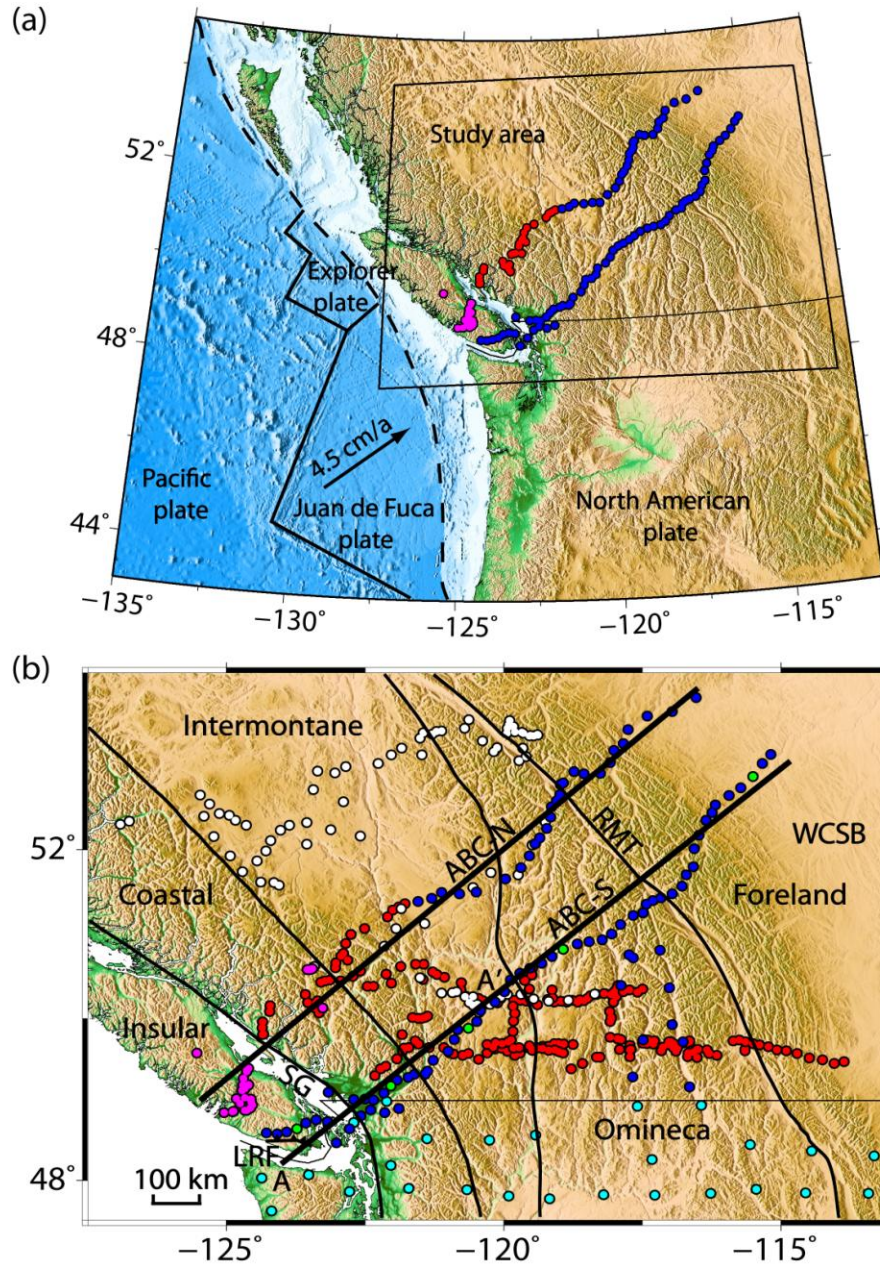 (a)
52°
48°
44°
Study area
Explorer
plate
4.5 cm/a
Pacific
plate
Juan de Fuca
plate
North American
plate
−135°
−130°
−125°
−120°
−115°
(b)
Intermontane
52°
ABC-N
RMT
WCSB
Coastal
ABC-S
Foreland
A'
Insular
SG
Omineca
LRF
48°
A
100 km
−125°
−120°
−115°